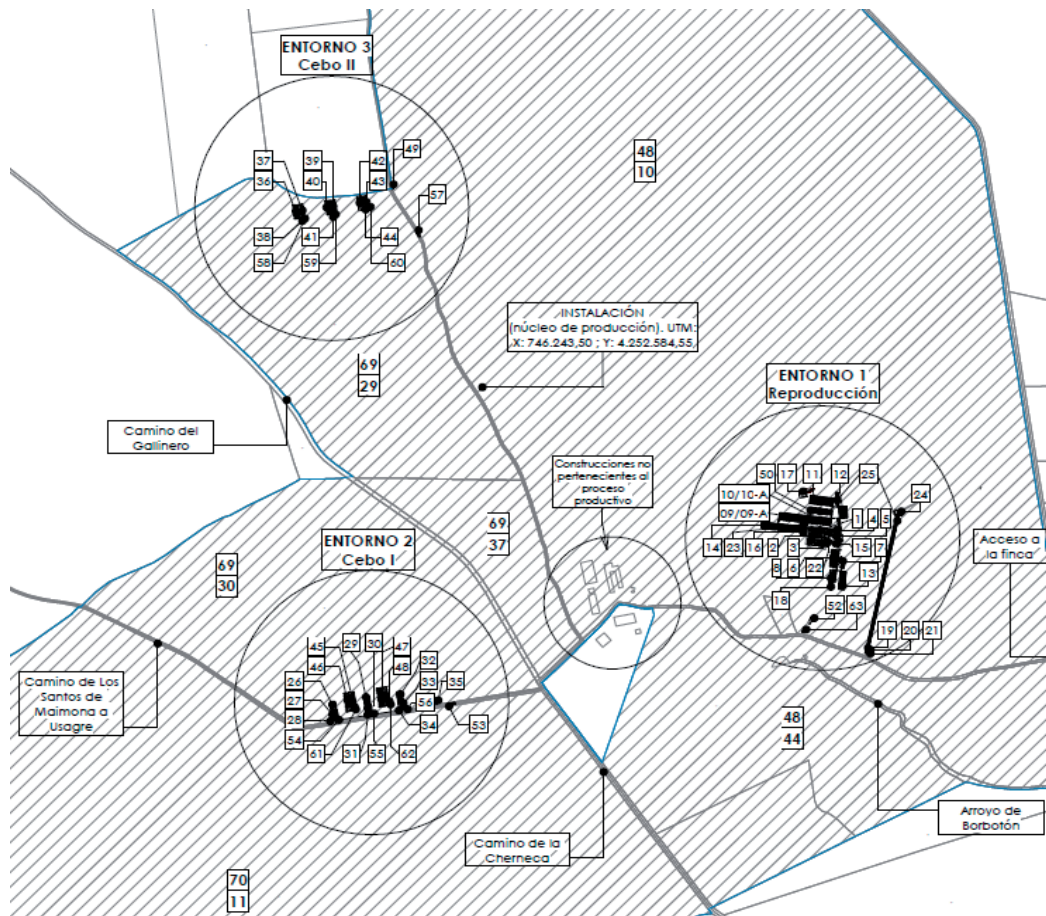 ENTORNO 3
Cebo II
37
39
42
49
36
40
43
57
38
41
44
58
59
60
48
10
INSTALACIÓN
(núcleo de producción). UTM:
X: 746.243,50 ; Y: 4.252.584,55
69
29
ENTORNO 1
Reproducción
Camino del
Gallinero
Construcciones no
pertenecientes al
proceso
productivo
50
17
11
12
25
24
10/10-A
09/09-A
1
4
5
14
23
16
2
3
15
7
8
6
22
13
18
52
63
19
20
21
Acceso a
la finca
69
37
69
30
ENTORNO 2
Cebo I
45
29
30
47
32
46
48
33
35
26
27
56
28
34
53
54
61
31
55
62
Camino de Los
Santos de
Maimona a
Usagre
48
44
Arroyo de
Borbotón
Camino de la
Cherneca
70
11